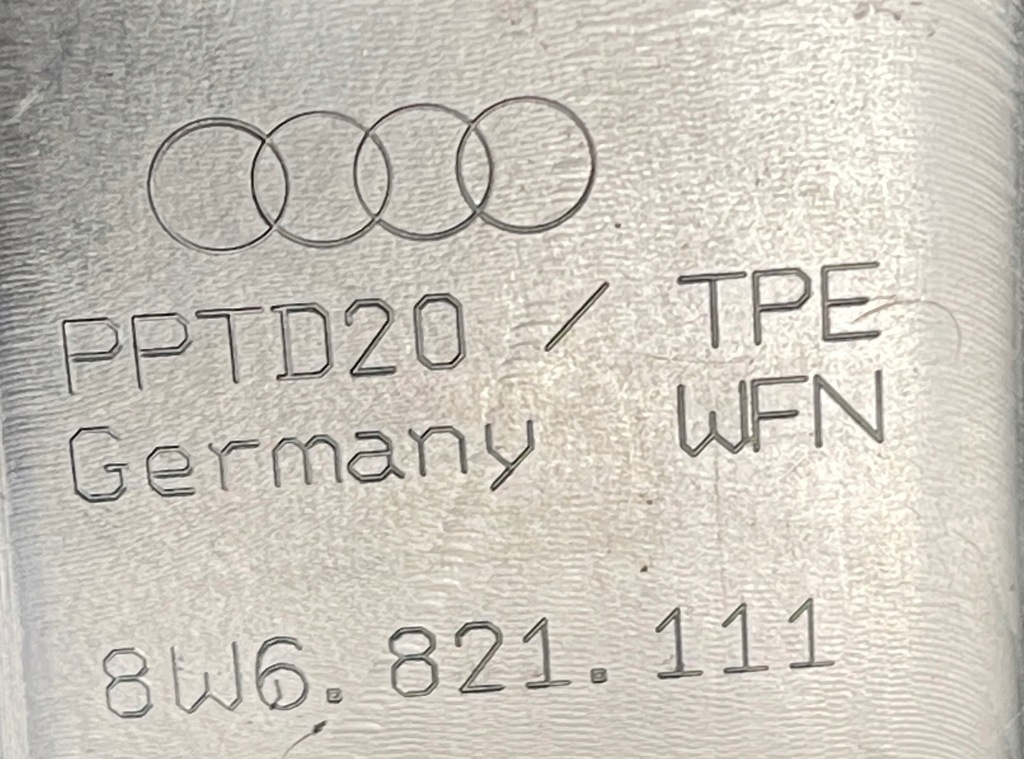 PPTD20 / TPE
Germany WFN
8W6.821.111